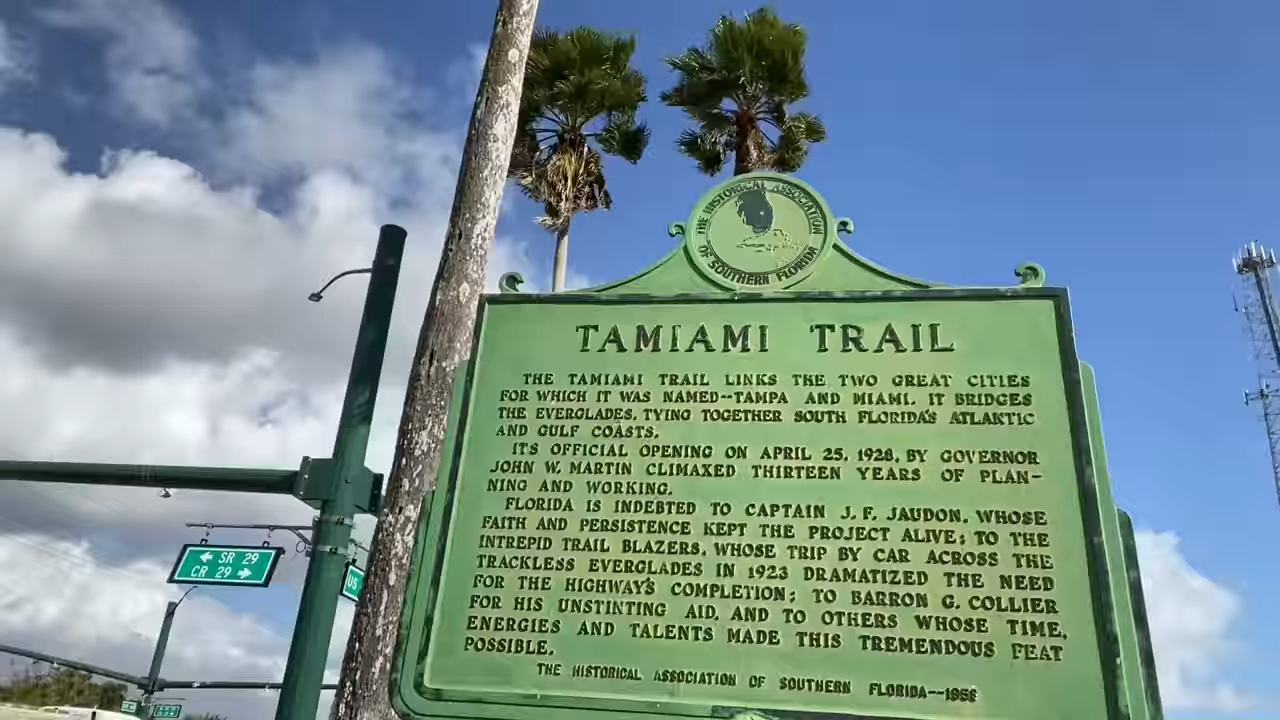 THE HISTORICAL ASSOCIATION
OF SOUTHERN FLORIDA
TAMIAMI TRAIL
THE TAMIAMI TRAIL LINKS THE TWO GREAT CITIES
FOR WHICH IT WAS NAMED--TAMPA AND MIAMI. IT BRIDGES
THE EVERGLADES, TYING TOGETHER SOUTH FLORIDA'S ATLANTIC
AND GULF COASTS.
ITS OFFICIAL OPENING ON APRIL 25, 1928, BY GOVERNOR
JOHN W. MARTIN CLIMAXED THIRTEEN YEARS OF PLAN-
NING AND WORKING.
FLORIDA IS INDEBTED TO CAPTAIN J. F. JAUDON, WHOSE
FAITH AND PERSISTENCE KEPT THE PROJECT ALIVE; TO THE
INTREPID TRAIL BLAZERS, WHOSE TRIP BY CAR ACROSS THE
TRACKLESS EVERGLADES IN 1923 DRAMATIZED THE NEED
FOR THE HIGHWAY'S COMPLETION; TO BARRON G. COLLIER
FOR HIS UNSTINTING AID, AND TO OTHERS WHOSE TIME,
ENERGIES AND TALENTS MADE THIS TREMENDOUS FEAT
POSSIBLE.
THE HISTORICAL ASSOCIATION OF SOUTHERN FLORIDA--1956
← SR 29
CR 29 →
US